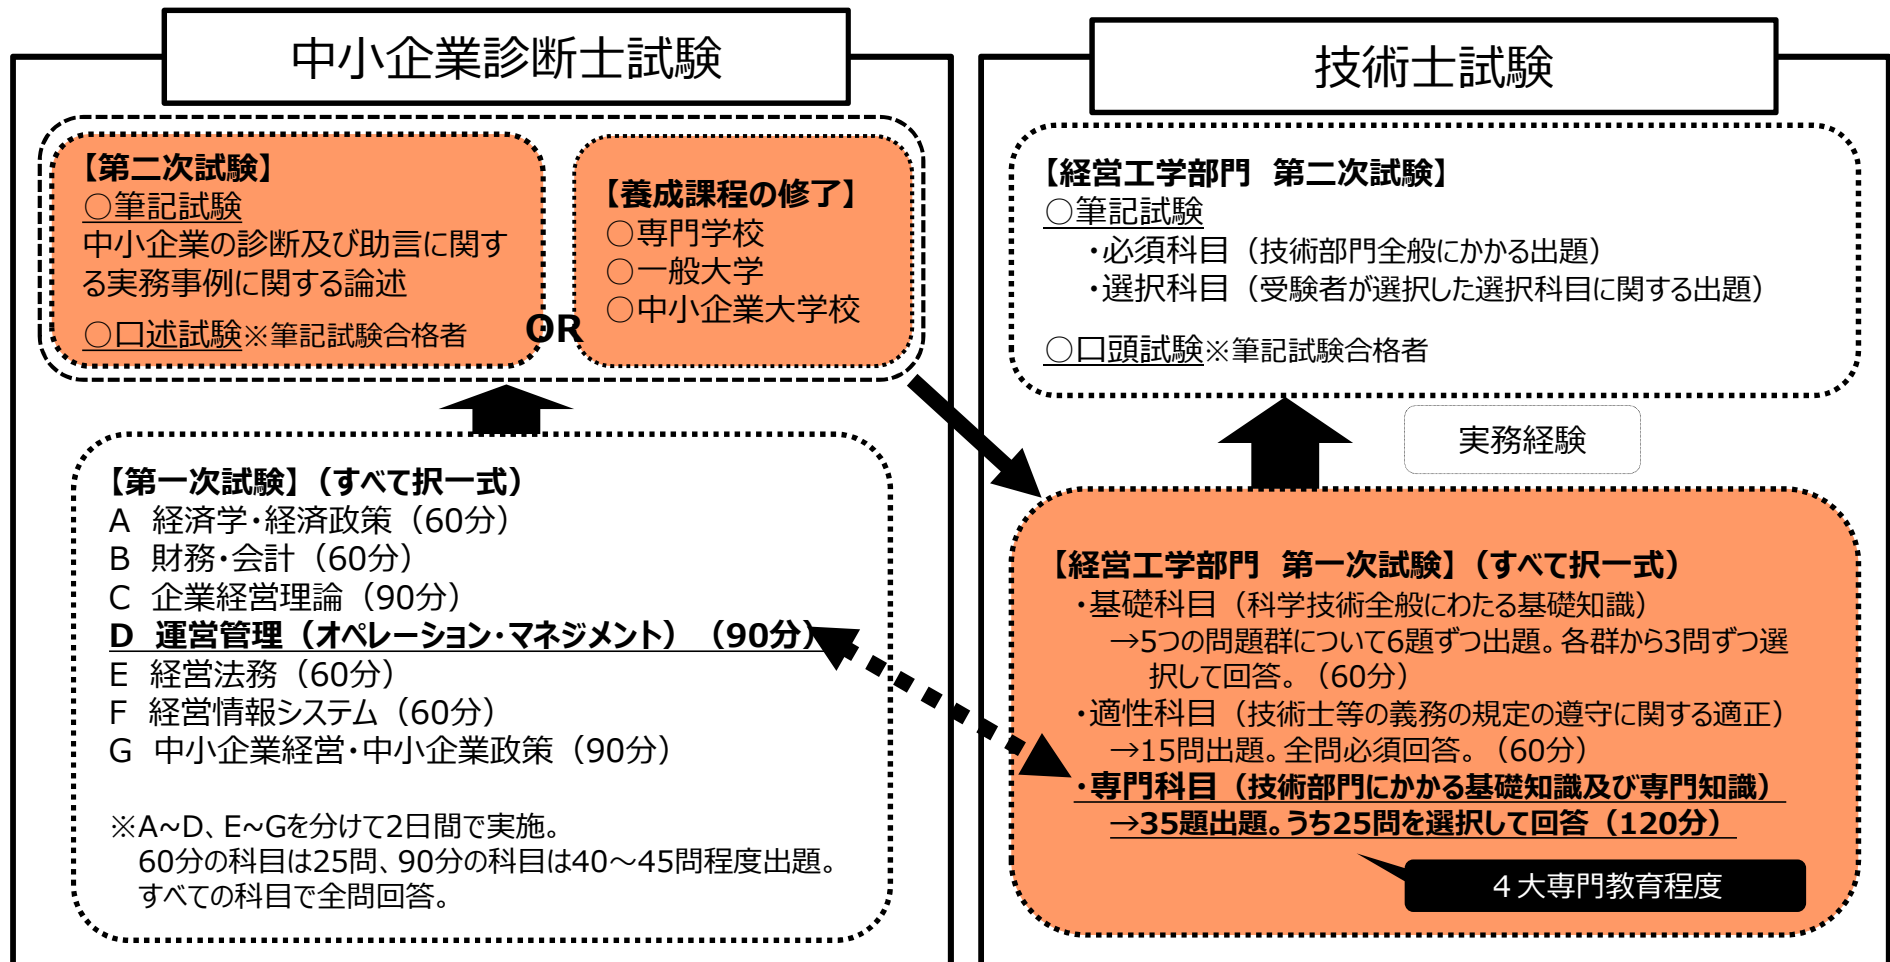 中小企業診断士試験
【第二次試験】
○筆記試験
中小企業の診断及び助言に関す
る実務事例に関する論述
○口述試験※筆記試験合格者
OR
【養成課程の修了】
○専門学校
○一般大学
○中小企業大学校
【第一次試験】（すべて択一式）
A 経済学・経済政策（60分）
B 財務・会計（60分）
C 企業経営理論（90分）
D 運営管理（オペレーション・マネジメント）（90分）
E 経営法務（60分）
F 経営情報システム（60分）
G 中小企業経営・中小企業政策（90分）
※A~D、E~Gを分けて2日間で実施。
60分の科目は25問、90分の科目は40～45問程度出題。
すべての科目で全問回答。
技術士試験
【経営工学部門 第二次試験】
○筆記試験
・必須科目（技術部門全般にかかる出題）
・選択科目（受験者が選択した選択科目に関する出題）
○口頭試験※筆記試験合格者
実務経験
【経営工学部門 第一次試験】（すべて択一式）
・基礎科目（科学技術全般にわたる基礎知識）
→5つの問題群について6題ずつ出題。各群から3問ずつ選
択して回答。（60分）
・適性科目（技術士等の義務の規定の遵守に関する適正）
→15問出題。全問必須回答。（60分）
・専門科目（技術部門にかかる基礎知識及び専門知識）
→35題出題。うち25問を選択して回答（120分）
４大専門教育程度